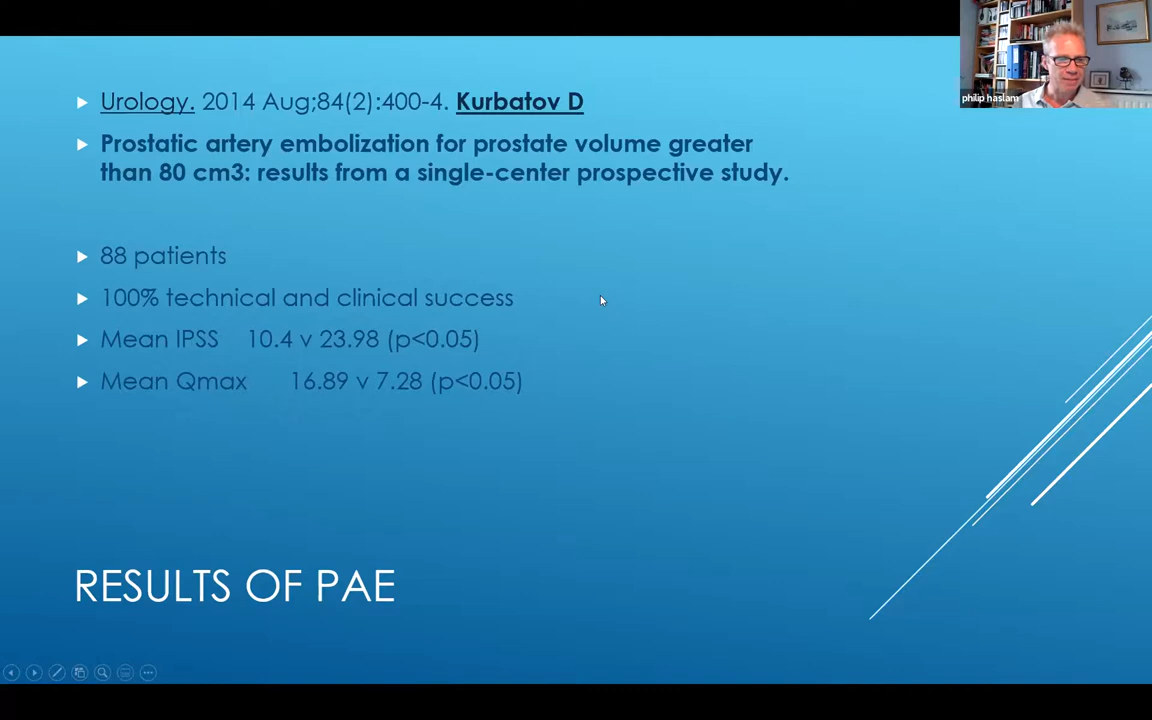 Urology. 2014 Aug;84(2):400-4. Kurbatov D
Prostatic artery embolization for prostate volume greater
than 80 cm3: results from a single-center prospective study.
88 patients
100% technical and clinical success
Mean IPSS 10.4 v 23.98 (p<0.05)
Mean Qmax 16.89 v 7.28 (p<0.05)
RESULTS OF PAE
philip haslam